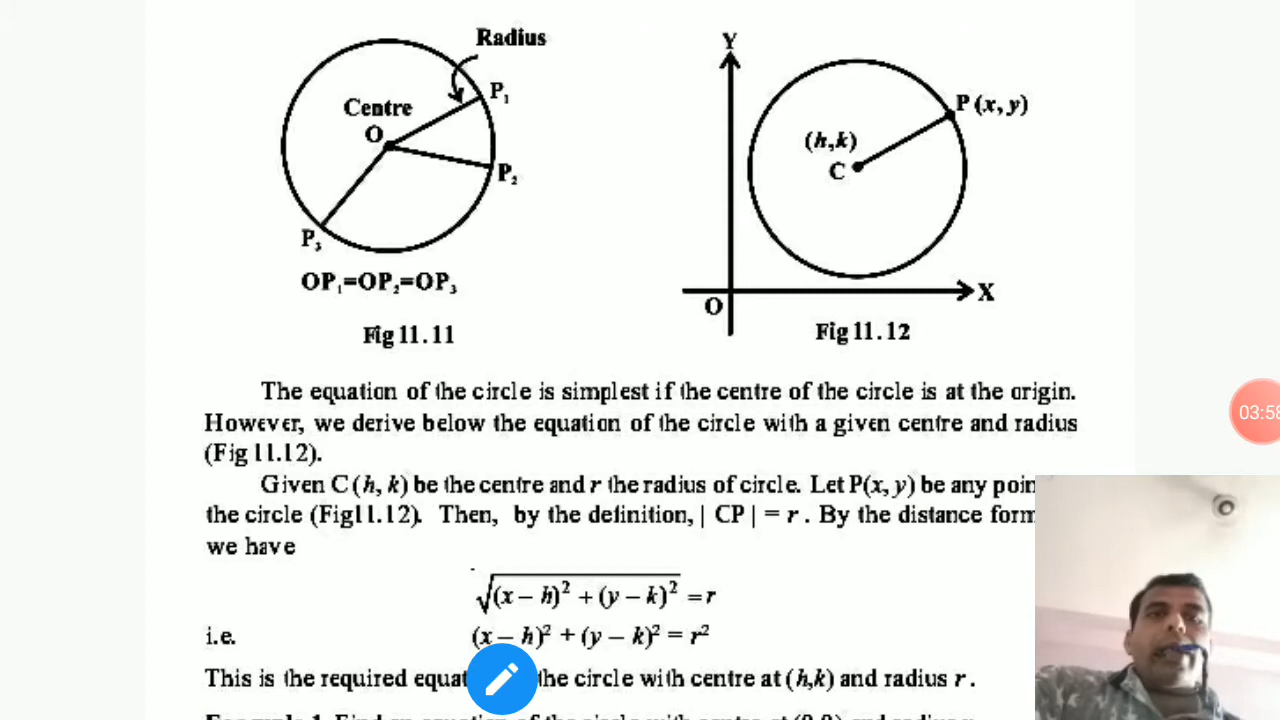 Radius
Centre
O
P₁
P₂
P₃
OP₁=OP₂=OP₃
Fig 11.11
Y
P (x, y)
(h,k)
C
X
O
Fig 11.12
The equation of the circle is simplest if the centre of the circle is at the origin.
However, we derive below the equation of the circle with a given centre and radius
(Fig 11.12).
Given C (h, k) be the centre and r the radius of circle. Let P(x, y) be any poin
the circle (Fig11.12). Then, by the definition, | CP | = r . By the distance form
we have
√(x – h)² + (y – k)² = r
i.e. (x – h)² + (y – k)² = r²
This is the required equat the circle with centre at (h,k) and radius r .
03:58